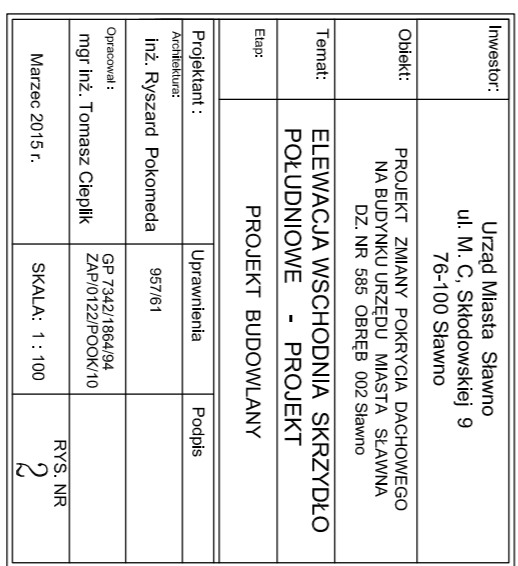 Inwestor:
Urząd Miasta Sławno
ul. M. C, Skłodowskiej 9
76-100 Sławno
Obiekt:
PROJEKT ZMIANY POKRYCIA DACHOWEGO
NA BUDYNKU URZĘDU MIASTA SŁAWNA
DZ. NR 585 OBRĘB 002 Sławno
Temat:
ELEWACJA WSCHODNIA SKRZYDŁO
POŁUDNIOWE - PROJEKT
Etap:
PROJEKT BUDOWLANY
Projektant : Uprawnienia Podpis
Architektura:
inż. Ryszard Pokomeda 957/61
Opracował:
mgr inż. Tomasz Cieplik
GP 7342/1864/94
ZAP/0122/POOK/10
Marzec 2015 r. SKALA: 1 : 100
RYS. NR
2